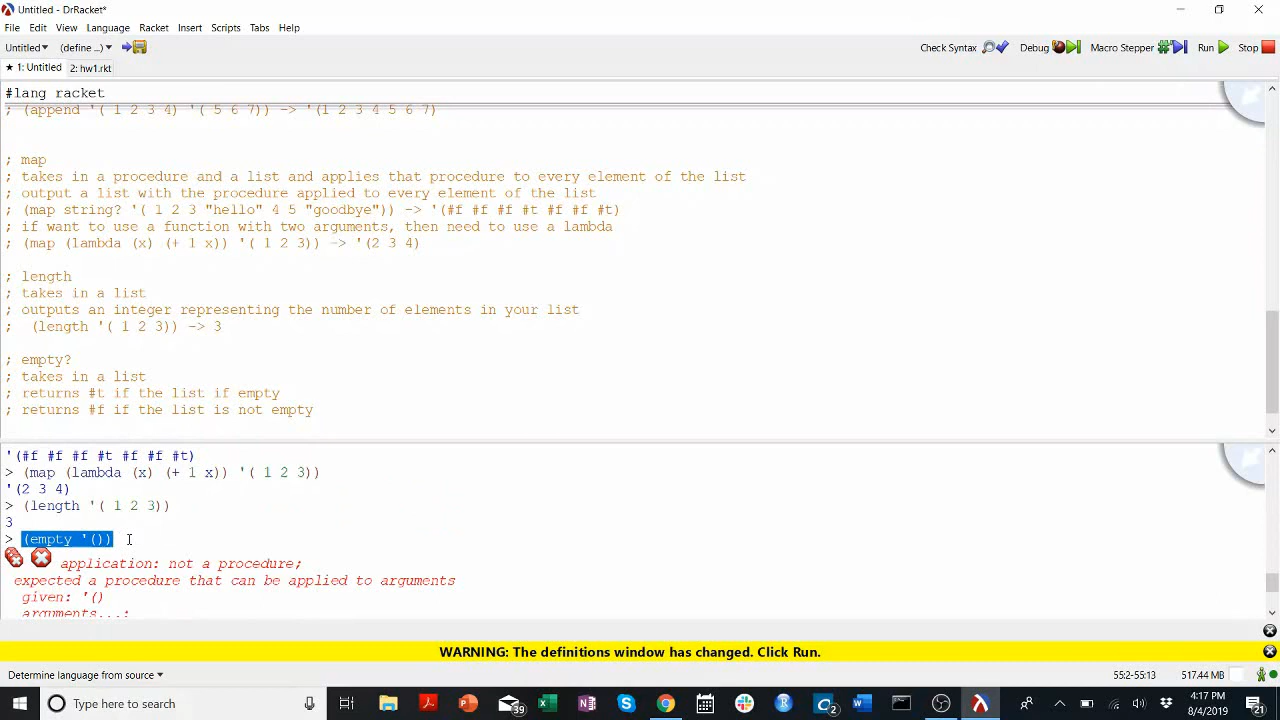 Untitled - DrRacket*
File Edit View Language Racket Insert Scripts Tabs Help
Untitled▾ (define ...)▾ Check Syntax Debug Macro Stepper Run Stop
1: Untitled 2: hw1.rkt
#lang racket
; (append '( 1 2 3 4) '( 5 6 7)) -> '(1 2 3 4 5 6 7)
; map
; takes in a procedure and a list and applies that procedure to every element of the list
; output a list with the procedure applied to every element of the list
; (map string? '( 1 2 3 "hello" 4 5 "goodbye")) -> '(#f #f #f #t #f #f #t)
; if want to use a function with two arguments, then need to use a lambda
; (map (lambda (x) (+ 1 x)) '( 1 2 3)) -> '(2 3 4)
; length
; takes in a list
; outputs an integer representing the number of elements in your list
;  (length '( 1 2 3)) -> 3
; empty?
; takes in a list
; returns #t if the list if empty
; returns #f if the list is not empty
'(#f #f #f #t #f #f #t)
> (map (lambda (x) (+ 1 x)) '( 1 2 3))
'(2 3 4)
> (length '( 1 2 3))
3
> (empty '())
application: not a procedure;
expected a procedure that can be applied to arguments
given: '()
arguments...:
WARNING: The definitions window has changed. Click Run.
Determine language from source▾ 55:2-55:13 517.44 MB
Type here to search 39 2 4:17 PM
8/4/2019 21